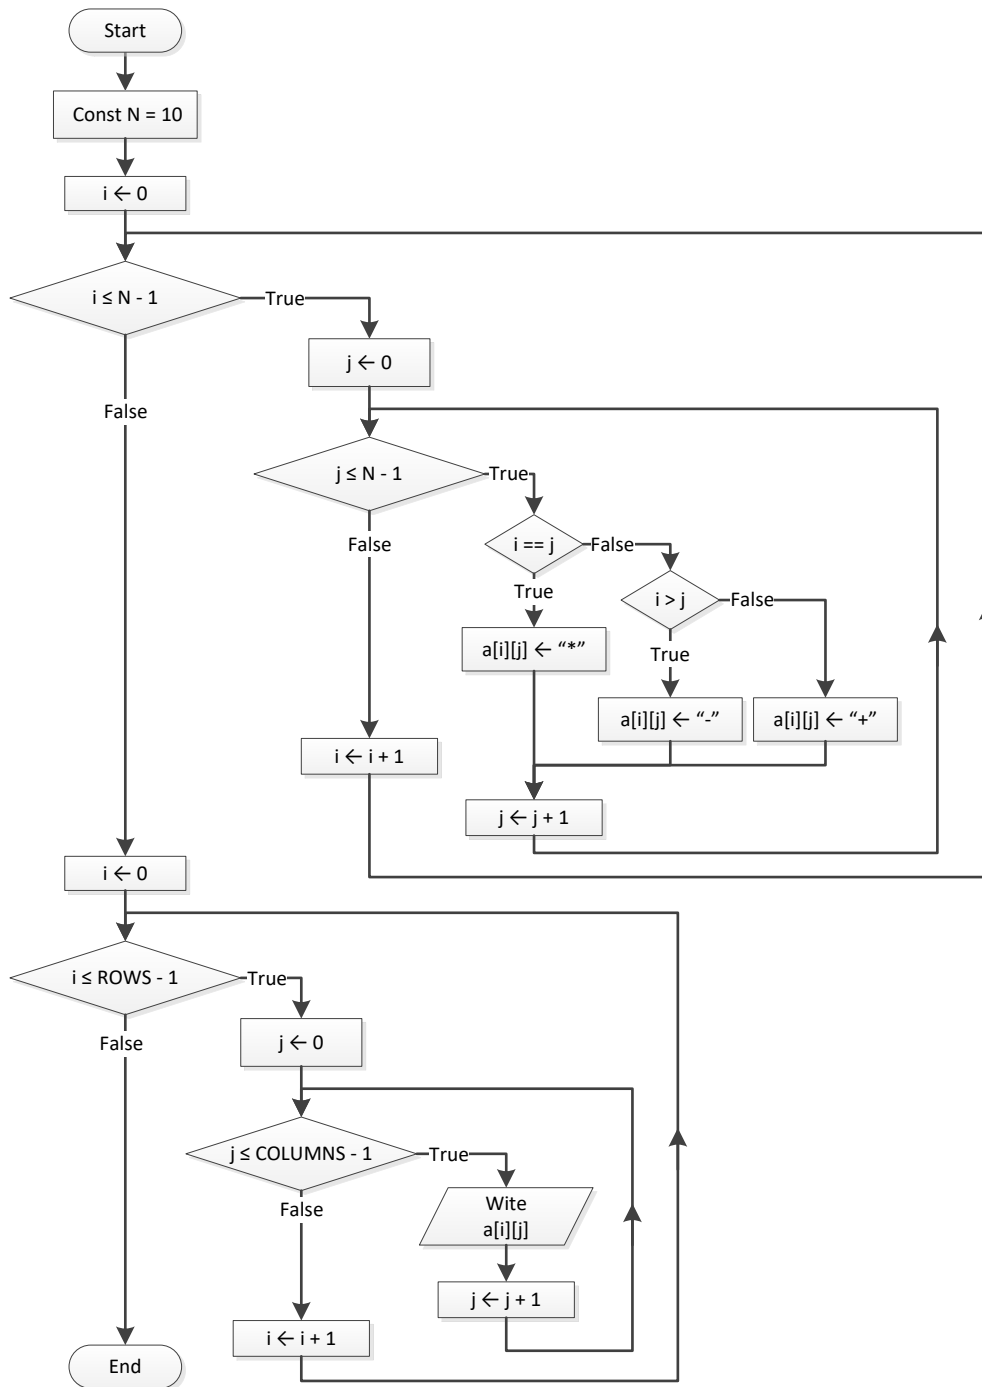 Start
Const N = 10
i ← 0
i ≤ N - 1
True
j ← 0
False
j ≤ N - 1
True
i == j
False
False
i > j
False
True
a[i][j] ← “*”
True
a[i][j] ← “-”
a[i][j] ← “+”
i ← i + 1
j ← j + 1
i ← 0
i ≤ ROWS - 1
True
False
j ← 0
j ≤ COLUMNS - 1
True
False
Wite
a[i][j]
j ← j + 1
i ← i + 1
End